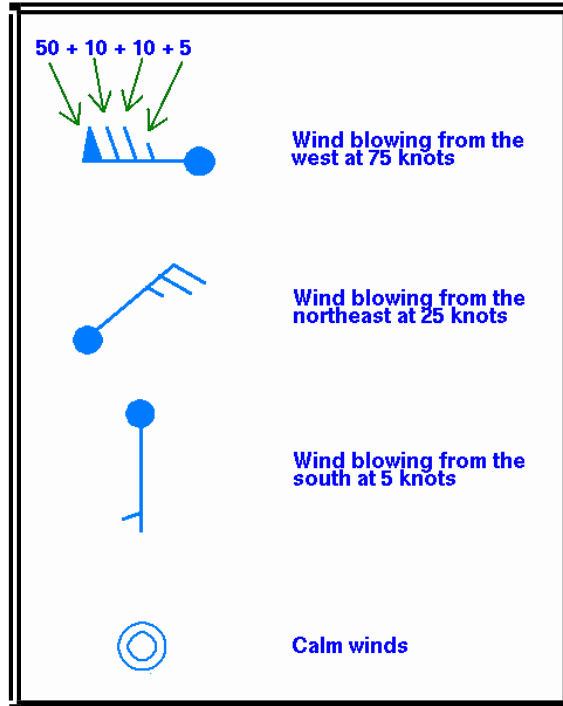 50 + 10 + 10 + 5
Wind blowing from the
west at 75 knots
Wind blowing from the
northeast at 25 knots
Wind blowing from the
south at 5 knots
Calm winds